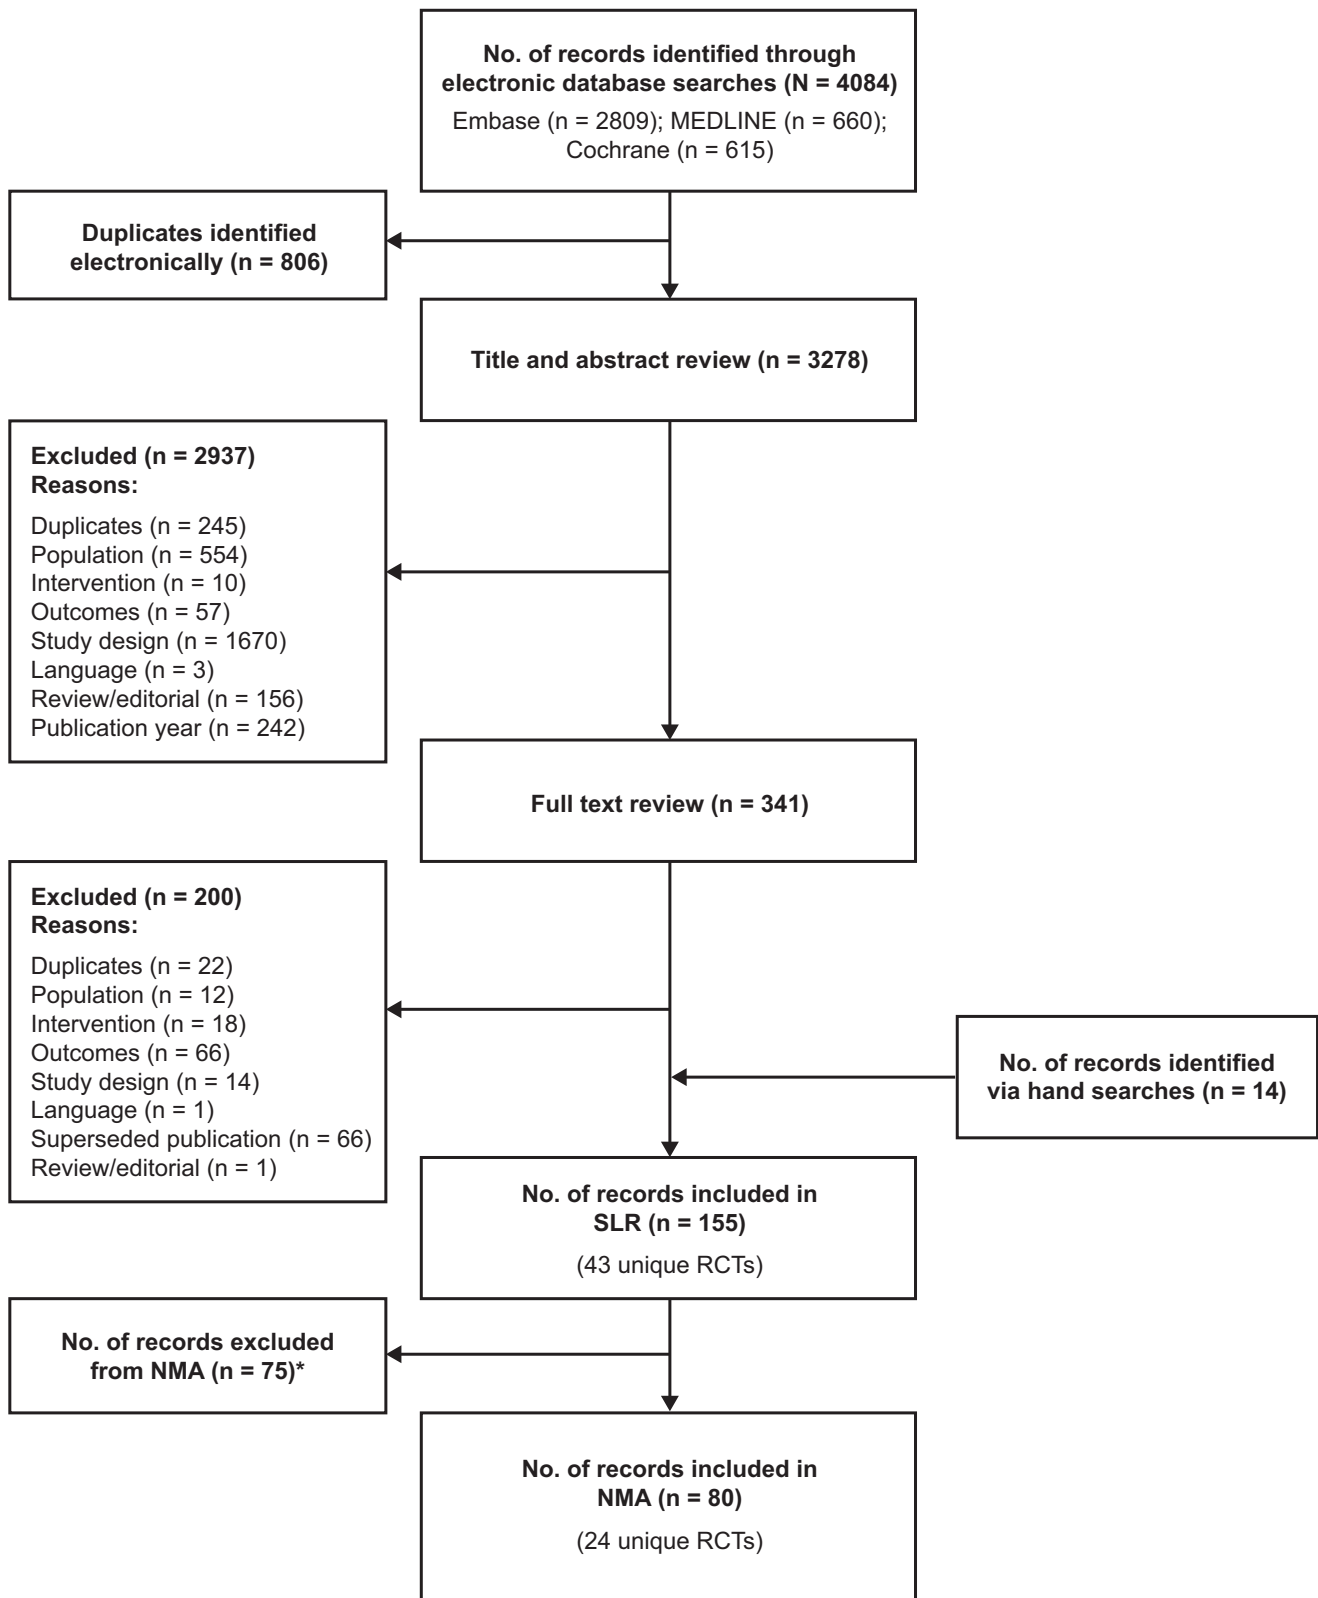 No. of records identified through
electronic database searches (N = 4084)
Embase (n = 2809); MEDLINE (n = 660);
Cochrane (n = 615)
Duplicates identified
electronically (n = 806)
Title and abstract review (n = 3278)
Excluded (n = 2937)
Reasons:
Duplicates (n = 245)
Population (n = 554)
Intervention (n = 10)
Outcomes (n = 57)
Study design (n = 1670)
Language (n = 3)
Review/editorial (n = 156)
Publication year (n = 242)
Full text review (n = 341)
Excluded (n = 200)
Reasons:
Duplicates (n = 22)
Population (n = 12)
Intervention (n = 18)
Outcomes (n = 66)
Study design (n = 14)
Language (n = 1)
Superseded publication (n = 66)
Review/editorial (n = 1)
No. of records identified
via hand searches (n = 14)
No. of records included in
SLR (n = 155)
(43 unique RCTs)
No. of records excluded
from NMA (n = 75)*
No. of records included in
NMA (n = 80)
(24 unique RCTs)